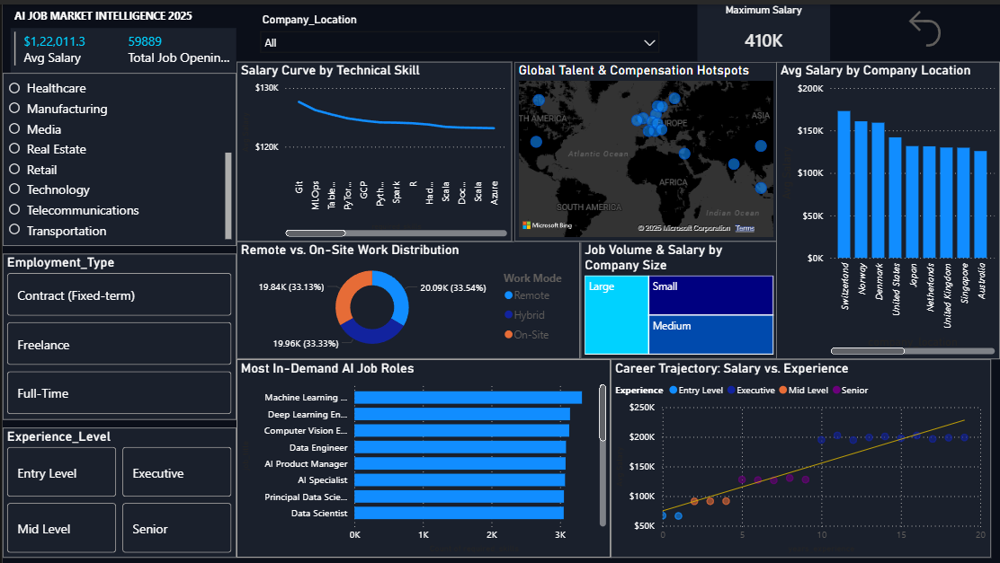 AI JOB MARKET INTELLIGENCE 2025
$1,22,011.3
Avg Salary
59889
Total Job Openin...
Company_Location
All
Maximum Salary
410K
Healthcare
Manufacturing
Media
Real Estate
Retail
Technology
Telecommunications
Transportation
Employment_Type
Contract (Fixed-term)
Freelance
Full-Time
Experience_Level
Entry Level
Executive
Mid Level
Senior
Salary Curve by Technical Skill
$130K
$120K
Git
MLOps
Table...
PyTor...
GCP
Pyth...
Spark
R
Had...
Scala
Doc...
Scala
Azure
Global Talent & Compensation Hotspots
TH AMERICA
EUROPE
ASIA
Atlantic Ocean
AFRICA
SOUTH AMERICA
Indian Ocean
Microsoft Bing
© 2025 Microsoft Corporation Terms
Avg Salary by Company Location
$200K
$150K
$100K
$50K
$0K
Switzerland
Norway
Denmark
United States
Japan
Netherlands
United Kingdom
Singapore
Australia
Remote vs. On-Site Work Distribution
19.84K (33.13%)
20.09K (33.54%)
19.96K (33.33%)
Work Mode
Remote
Hybrid
On-Site
Job Volume & Salary by
Company Size
Large
Small
Medium
Most In-Demand AI Job Roles
Machine Learning ...
Deep Learning En...
Computer Vision E...
Data Engineer
AI Product Manager
AI Specialist
Principal Data Scie...
Data Scientist
0K
1K
2K
3K
Career Trajectory: Salary vs. Experience
Experience Entry Level Executive Mid Level Senior
$250K
$200K
$150K
$100K
$50K
0
5
10
15
20